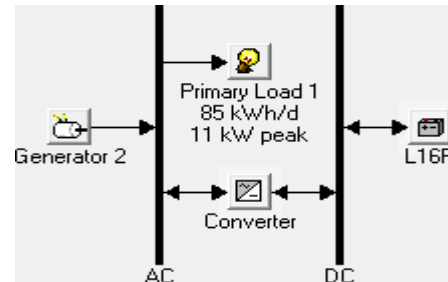 Primary Load 1
85 kWh/d
11 kW peak
Generator 2
L16P
Converter
AC
DC